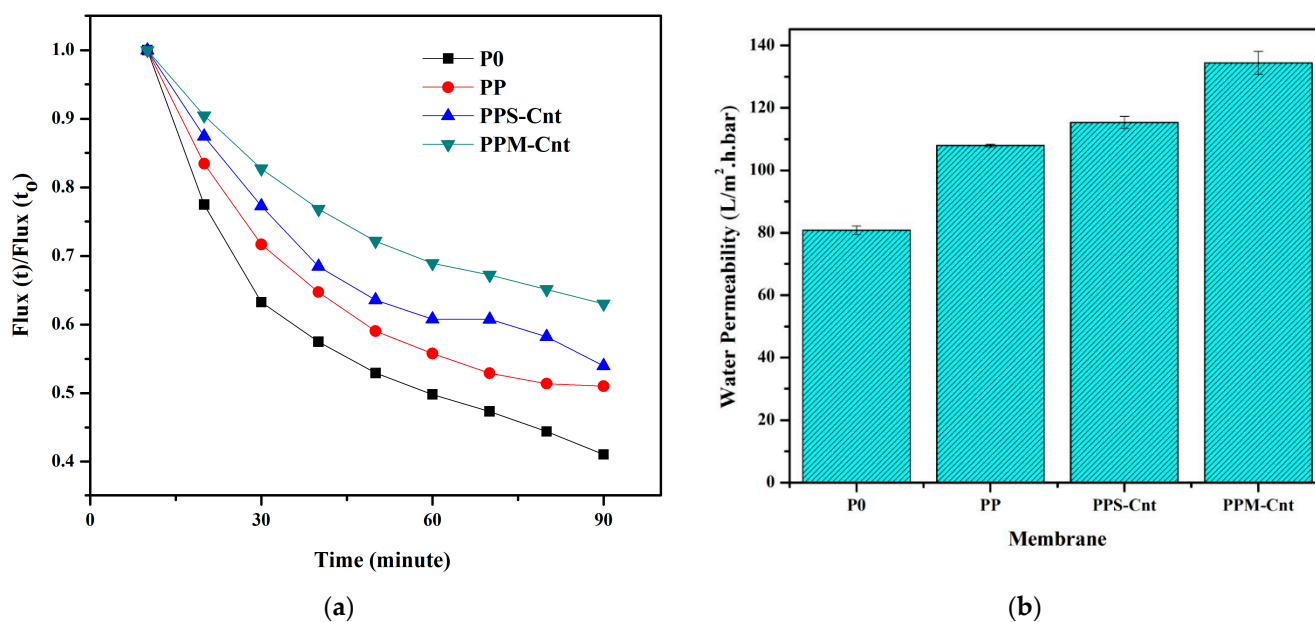 1.0
0.9
0.8
0.7
0.6
0.5
0.4
Flux (t)/Flux (t₀)
P0
PP
PPS-Cnt
PPM-Cnt
0
30
60
90
Time (minute)
(a)
140
120
100
80
60
40
20
0
Water Permeability (L/m².h.bar)
P0
PP
PPS-Cnt
PPM-Cnt
Membrane
(b)